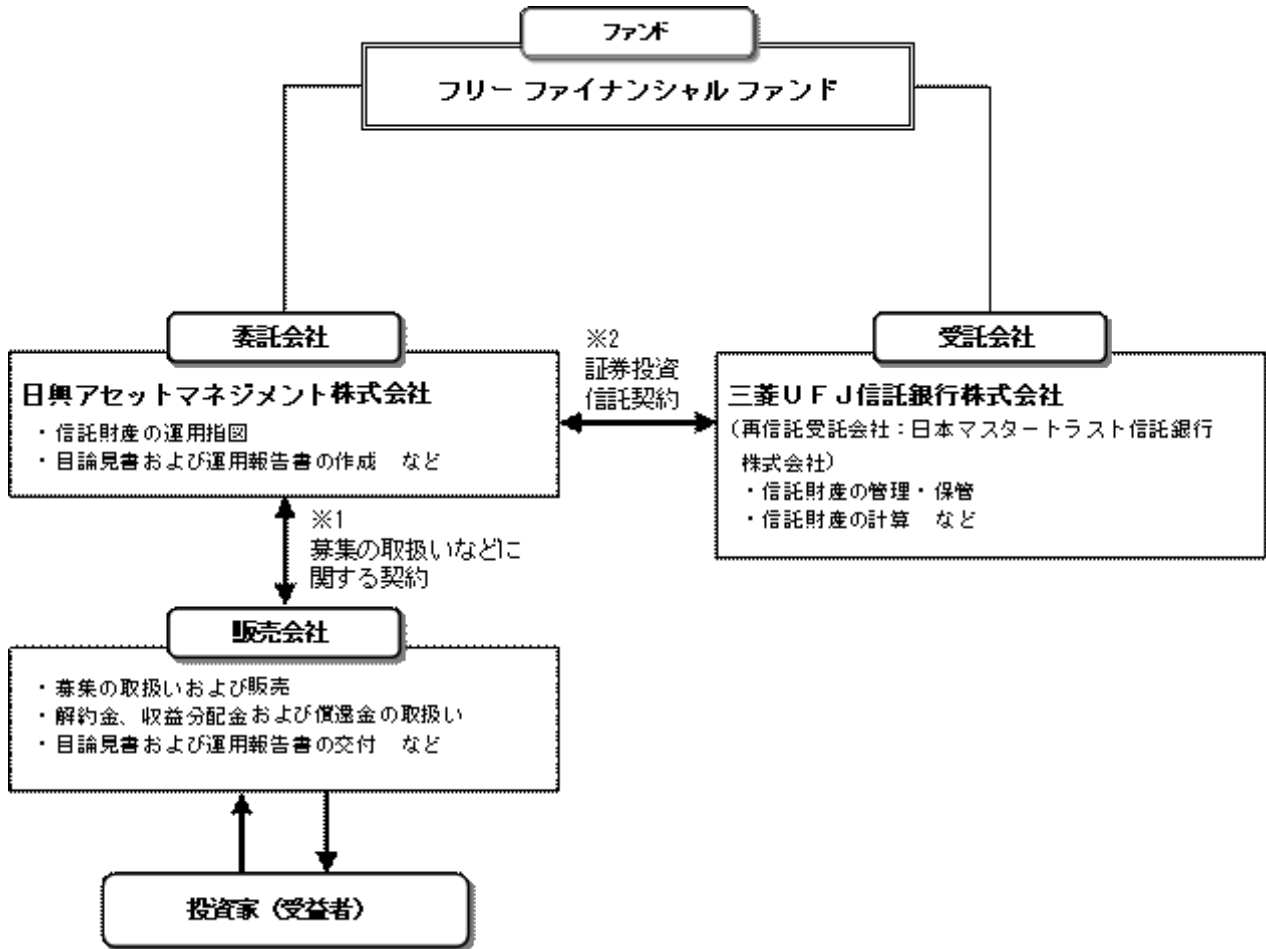 ファンド
フリー ファイナンシャル ファンド
委託会社
日興アセットマネジメント株式会社
・信託財産の運用指図
・目論見書および運用報告書の作成　など
※2
証券投資
信託契約
受託会社
三菱ＵＦＪ信託銀行株式会社
（再信託受託会社：日本マスタートラスト信託銀行
株式会社）
・信託財産の管理・保管
・信託財産の計算　など
※1
募集の取扱いなどに
関する契約
販売会社
・募集の取扱いおよび販売
・解約金、収益分配金および償還金の取扱い
・目論見書および運用報告書の交付　など
投資家（受益者）